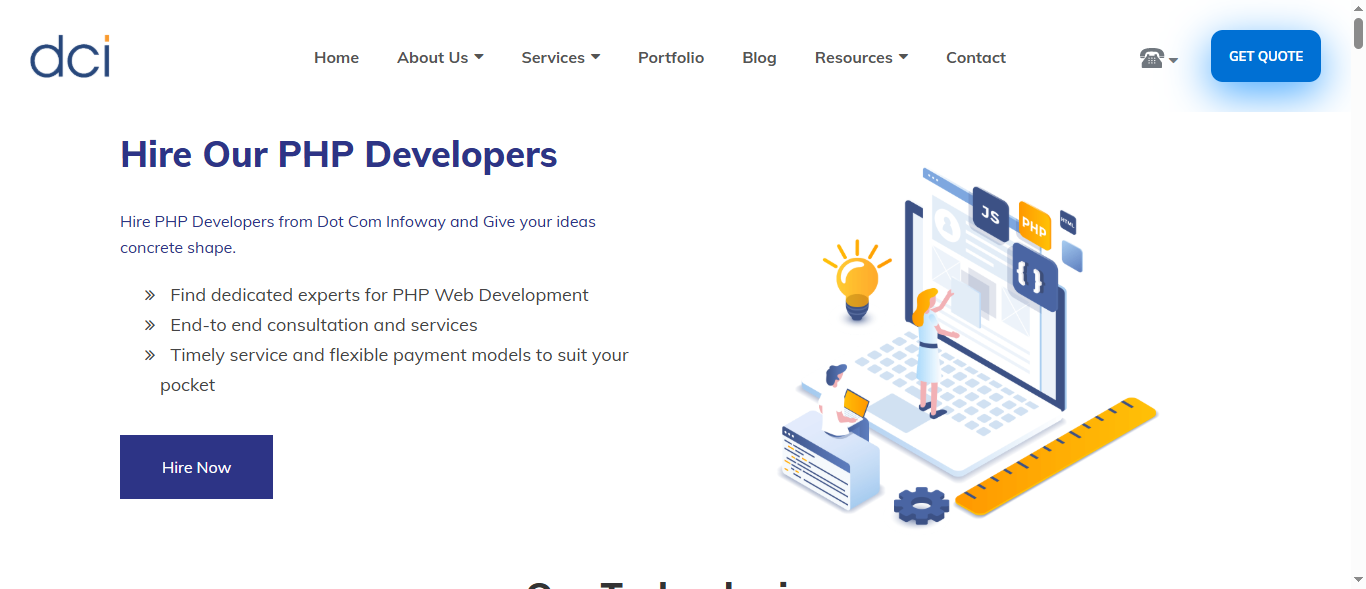 dci
Home
About Us
Services
Portfolio
Blog
Resources
Contact
GET QUOTE
Hire Our PHP Developers
Hire PHP Developers from Dot Com Infoway and Give your ideas
concrete shape.
» Find dedicated experts for PHP Web Development
» End-to end consultation and services
» Timely service and flexible payment models to suit your
pocket
Hire Now
JS
PHP
HTML
{ }